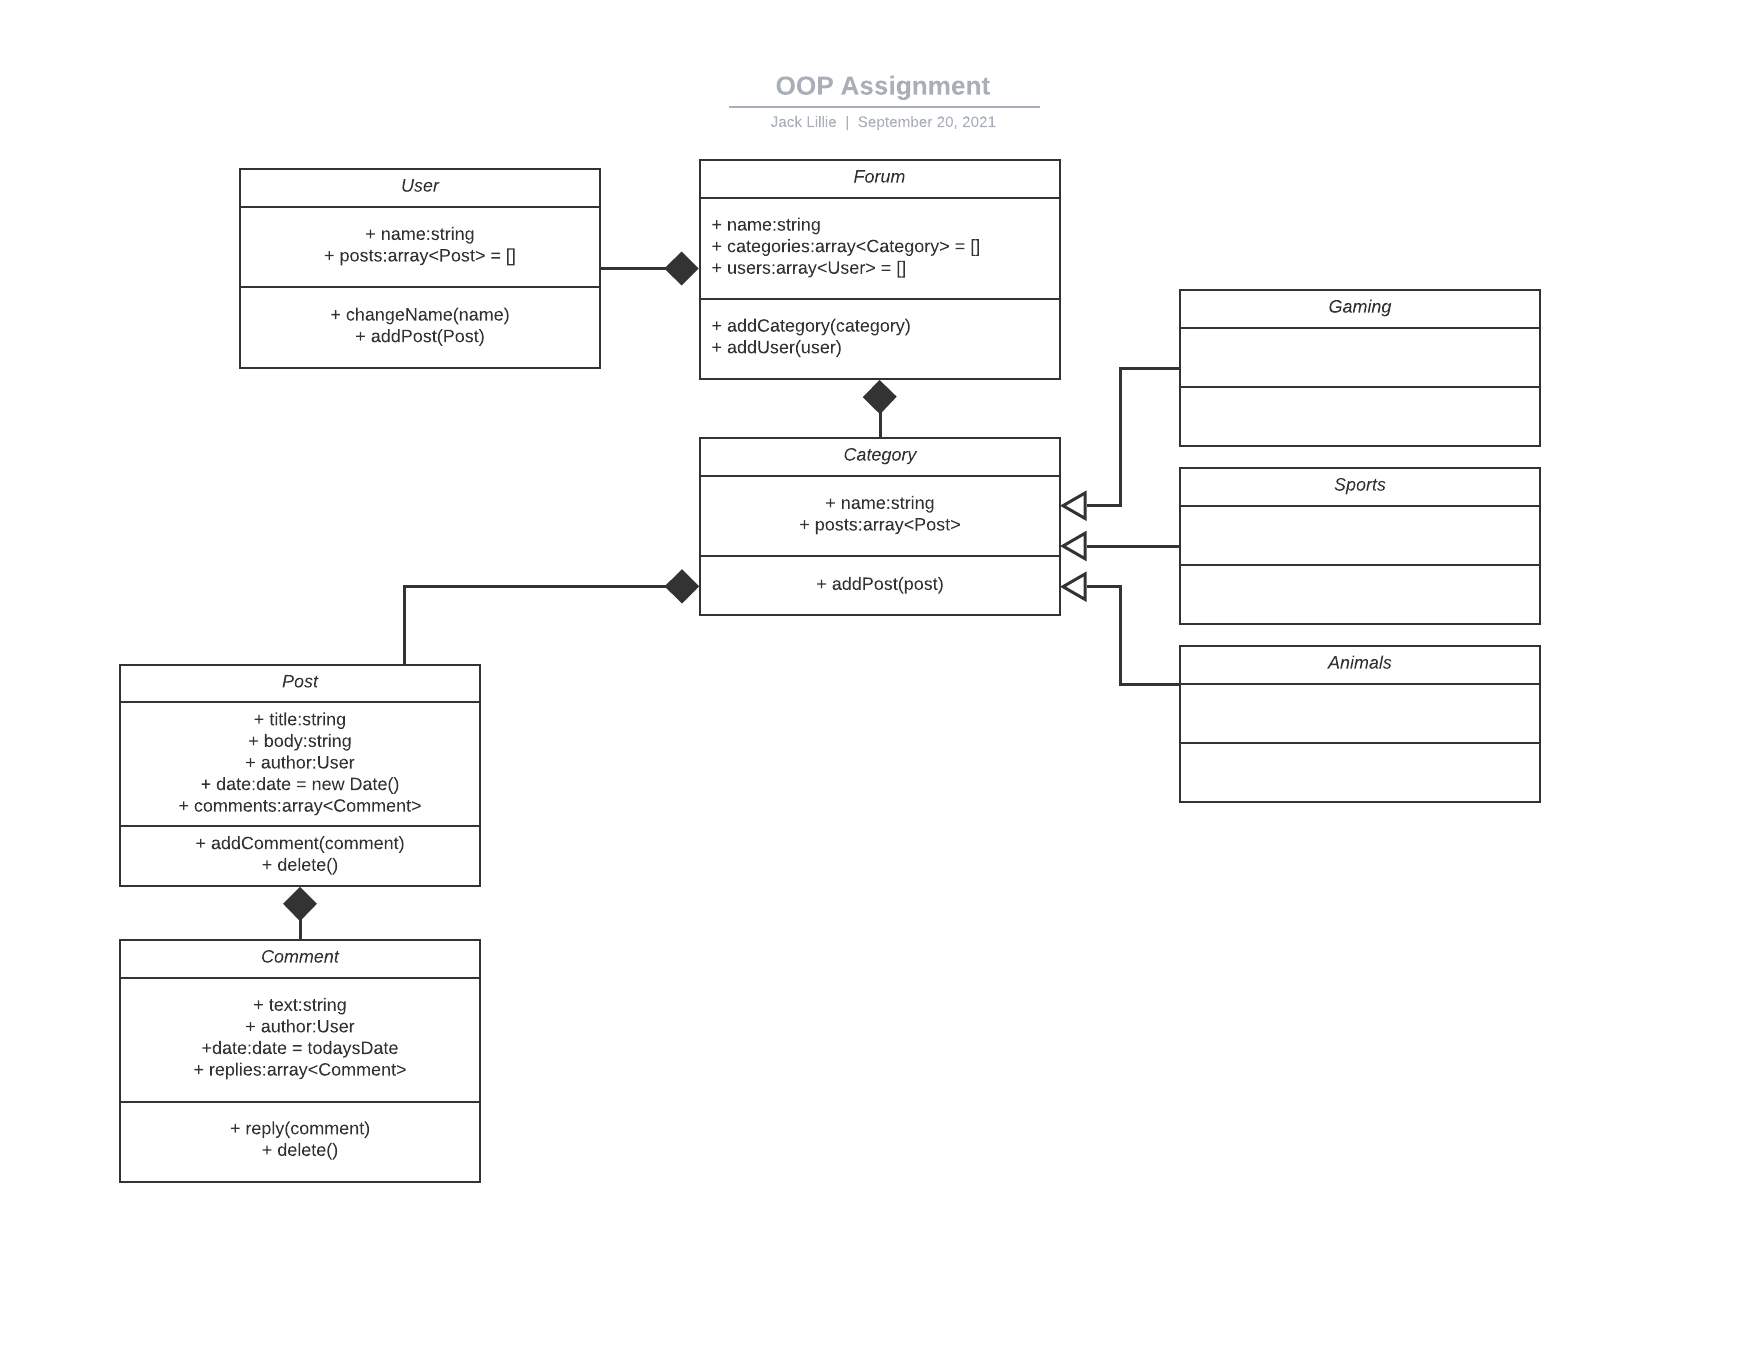 OOP Assignment
Jack Lillie | September 20, 2021
User
+ name:string
+ posts:array<Post> = []
+ changeName(name)
+ addPost(Post)
Forum
+ name:string
+ categories:array<Category> = []
+ users:array<User> = []
+ addCategory(category)
+ addUser(user)
Gaming
Category
+ name:string
+ posts:array<Post>
+ addPost(post)
Sports
Animals
Post
+ title:string
+ body:string
+ author:User
+ date:date = new Date()
+ comments:array<Comment>
+ addComment(comment)
+ delete()
Comment
+ text:string
+ author:User
+date:date = todaysDate
+ replies:array<Comment>
+ reply(comment)
+ delete()